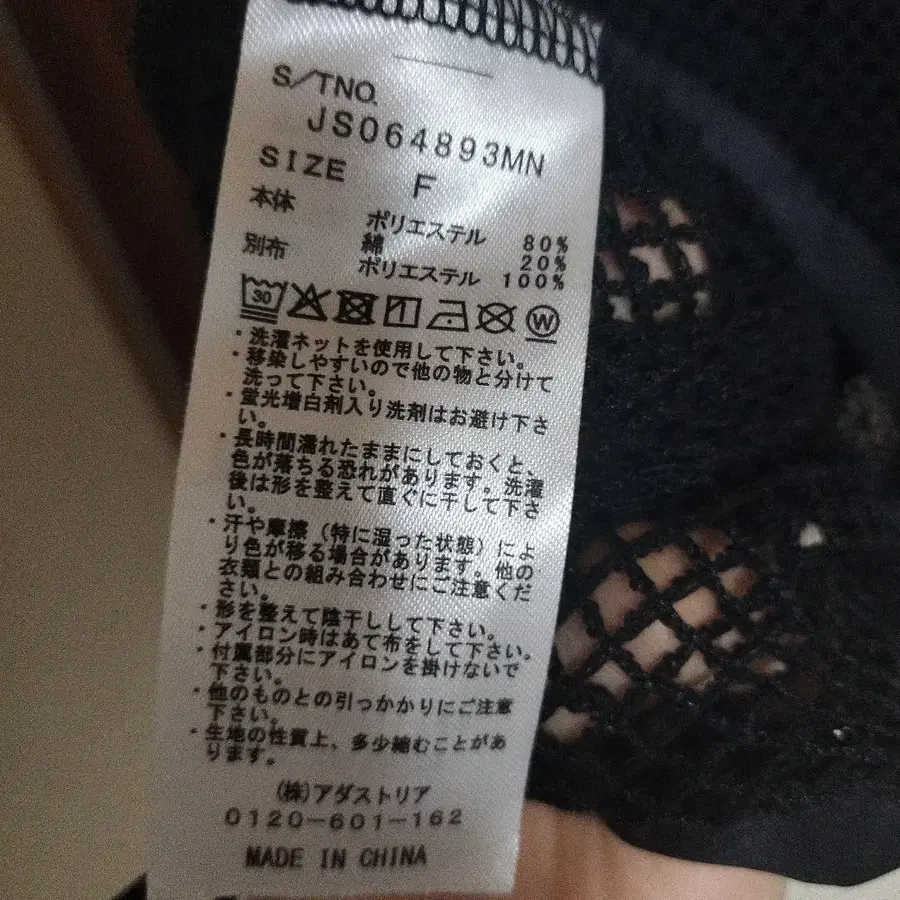 S/TNO.
JS064893MN
SIZE F
本体 ポリエステル 80%
綿 20%
別布 ポリエステル 100%
30 W
・洗濯ネットを使用して下さい。
・移染しやすいので他の物と分けて
洗って下さい。
・蛍光増白剤入り洗剤はお避け下さ
い。
・長時間濡れたままにしておくと、
色が落ちる恐れがあります。洗濯
後は形を整えて直ぐに干して下さ
い。
・汗や摩擦（特に湿った状態）によ
り色が移る場合があります。他の
衣類との組み合わせにご注意くだ
さい。
・形を整えて陰干しして下さい。
・アイロン時はあて布をして下さい。
・付属部分にアイロンを掛けないで
下さい。
・他のものとの引っかかりにご注意
下さい。
・生地の性質上、多少縮むことがあ
ります。
(株)アダストリア
0120-601-162
MADE IN CHINA